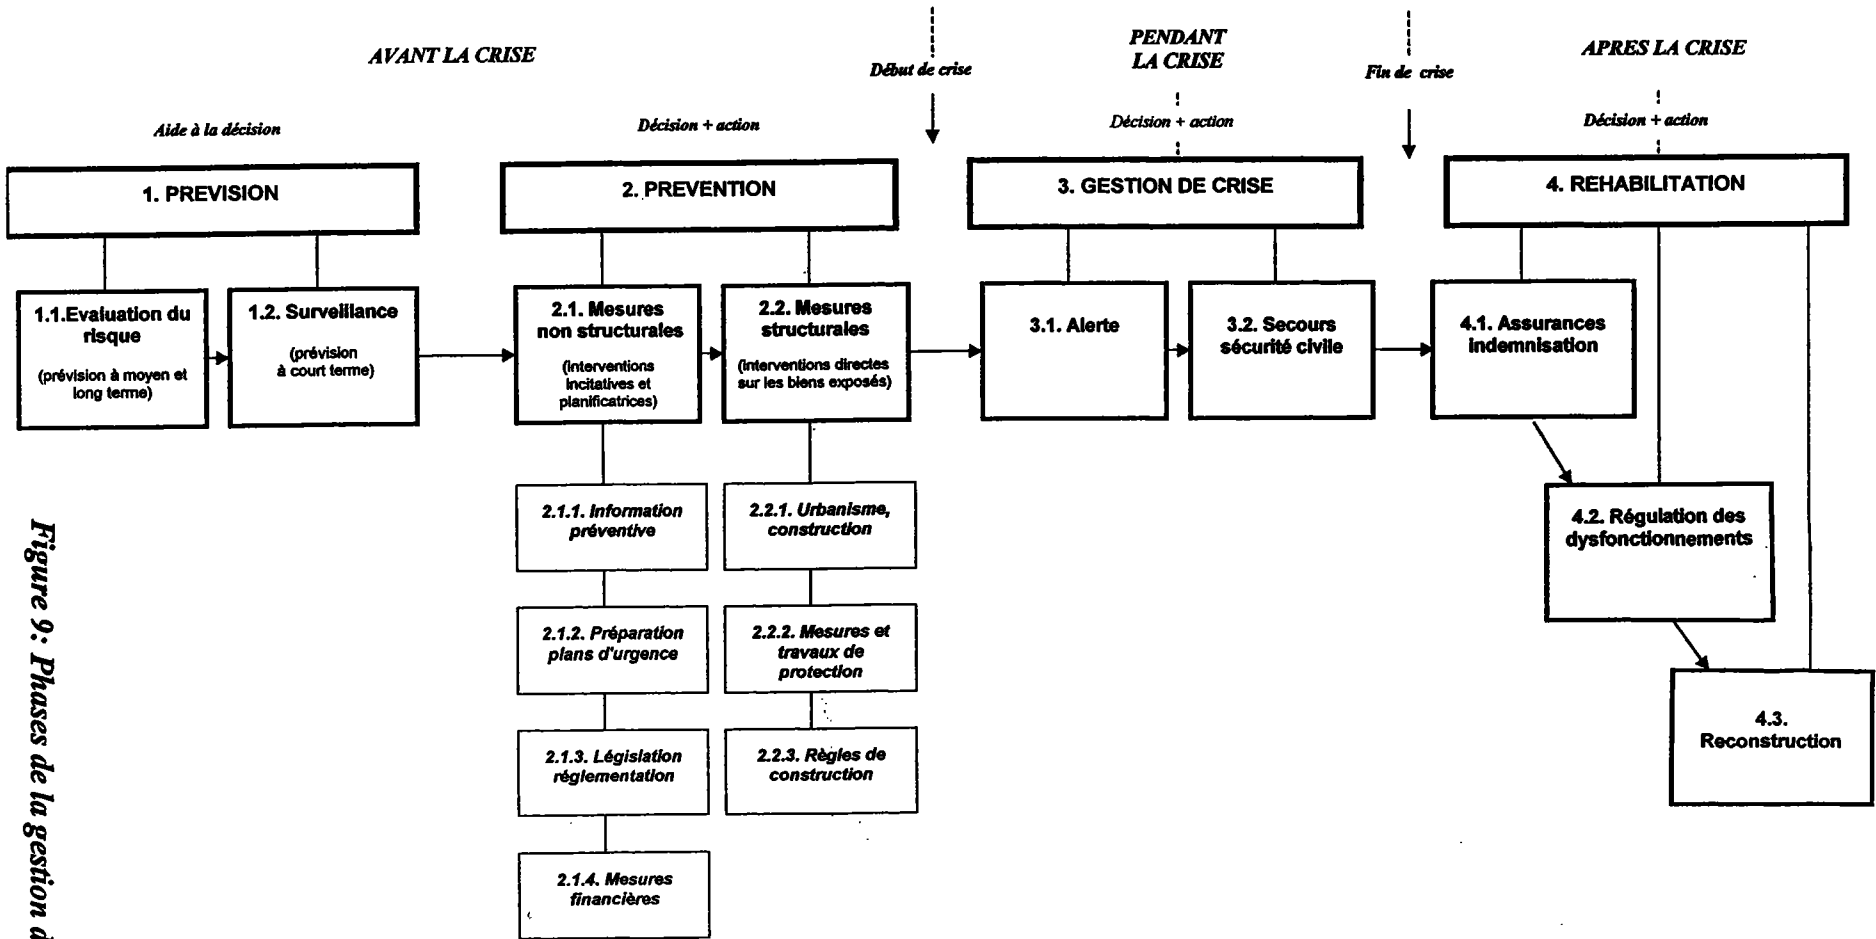 AVANT LA CRISE
Début de crise
PENDANT
LA CRISE
Fin de crise
APRES LA CRISE
Aide à la décision
Décision + action
Décision + action
Décision + action
1. PREVISION
2. PREVENTION
3. GESTION DE CRISE
4. REHABILITATION
1.1.Evaluation du
risque
(prévision à moyen et
long terme)
1.2. Surveillance
(prévision
à court terme)
2.1. Mesures
non structurales
(interventions
incitatives et
planificatrices)
2.2. Mesures
structurales
(interventions directes
sur les biens exposés)
3.1. Alerte
3.2. Secours
sécurité civile
4.1. Assurances
indemnisation
2.1.1. Information
préventive
2.1.2. Préparation
plans d'urgence
2.1.3. Législation
réglementation
2.1.4. Mesures
financières
2.2.1. Urbanisme,
construction
2.2.2. Mesures et
travaux de
protection
2.2.3. Règles de
construction
4.2. Régulation des
dysfonctionnements
4.3.
Reconstruction
Figure 9: Phases de la gestion d